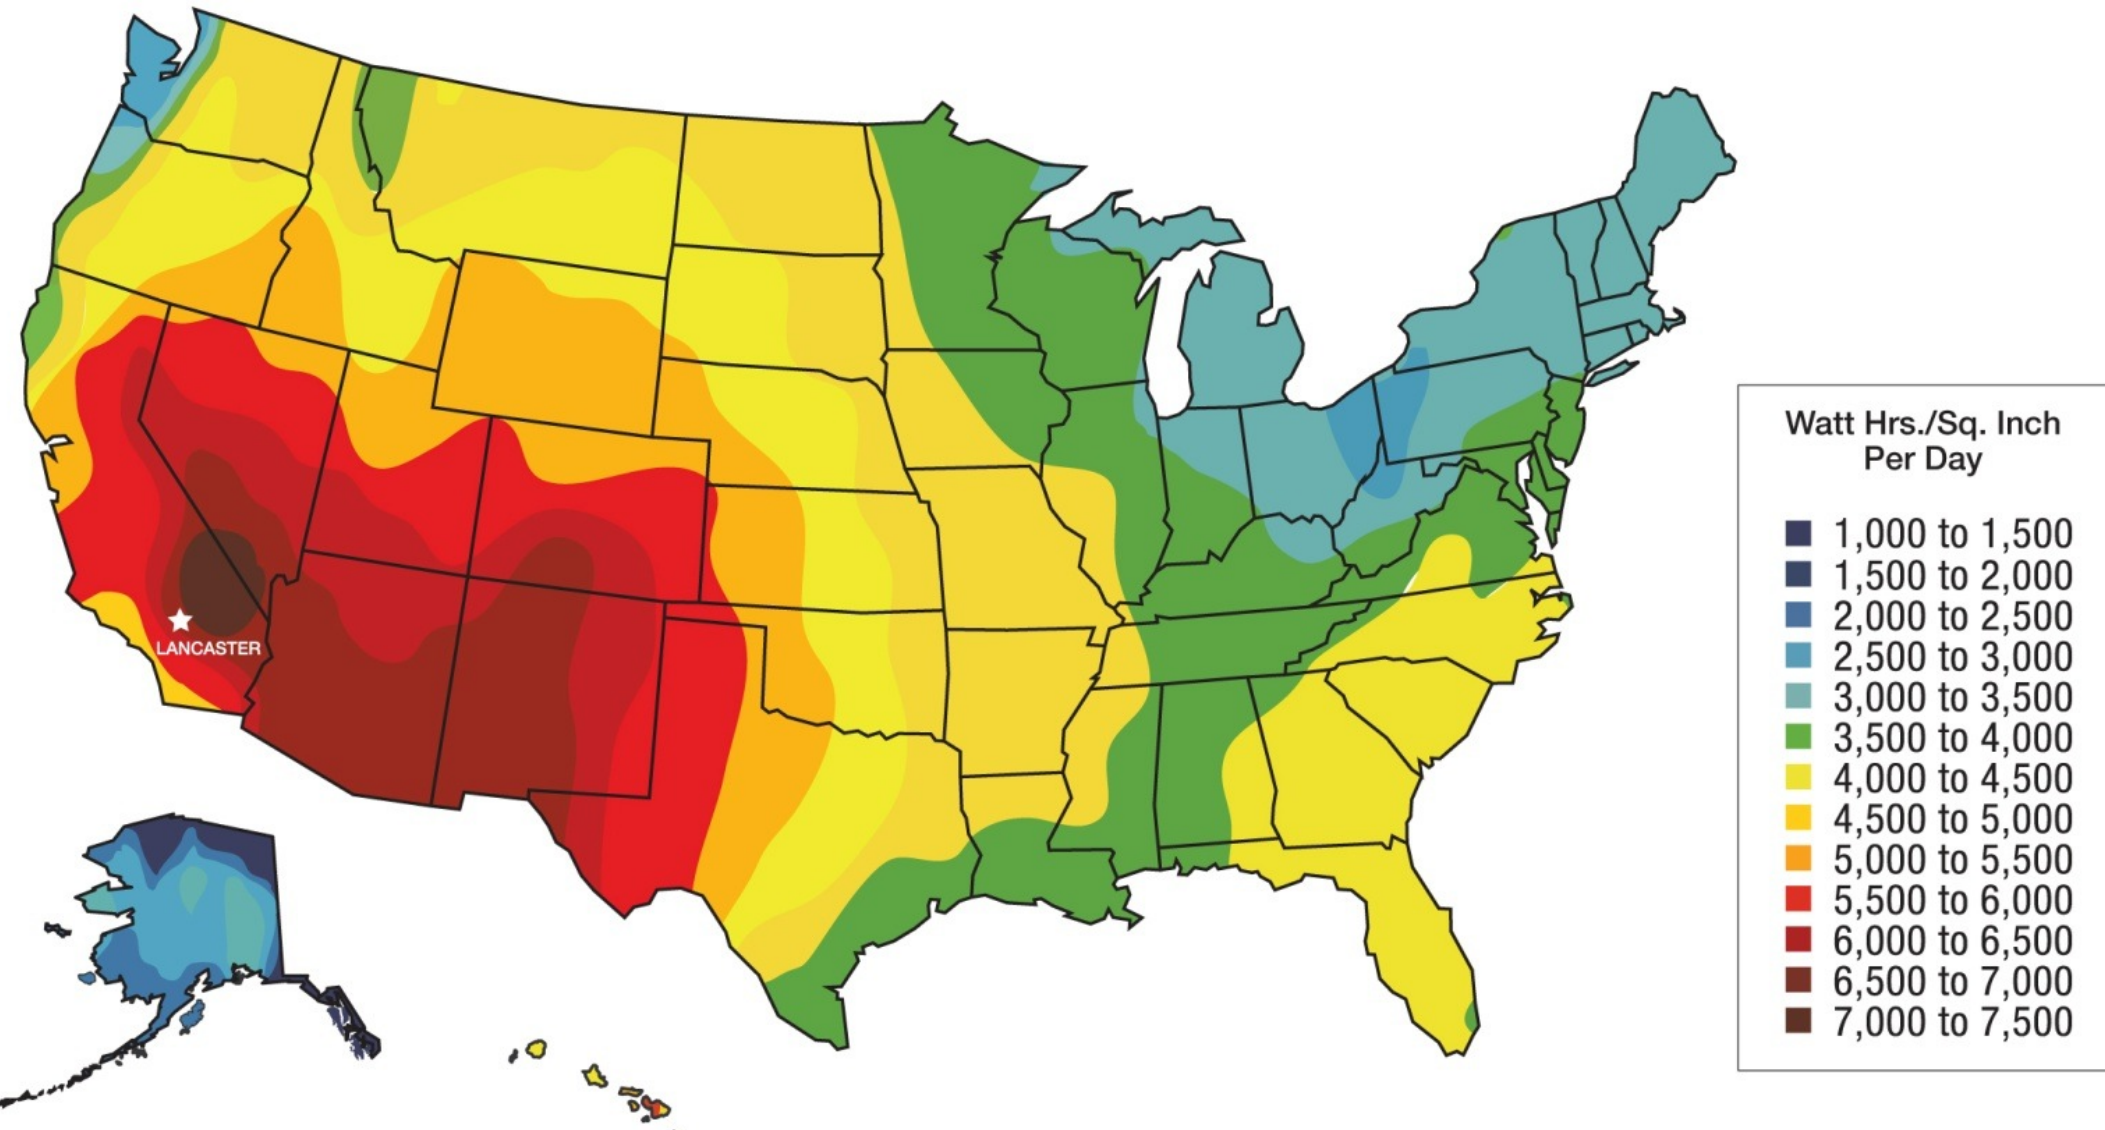 LANCASTER
Watt Hrs./Sq. Inch
Per Day
1,000 to 1,500
1,500 to 2,000
2,000 to 2,500
2,500 to 3,000
3,000 to 3,500
3,500 to 4,000
4,000 to 4,500
4,500 to 5,000
5,000 to 5,500
5,500 to 6,000
6,000 to 6,500
6,500 to 7,000
7,000 to 7,500